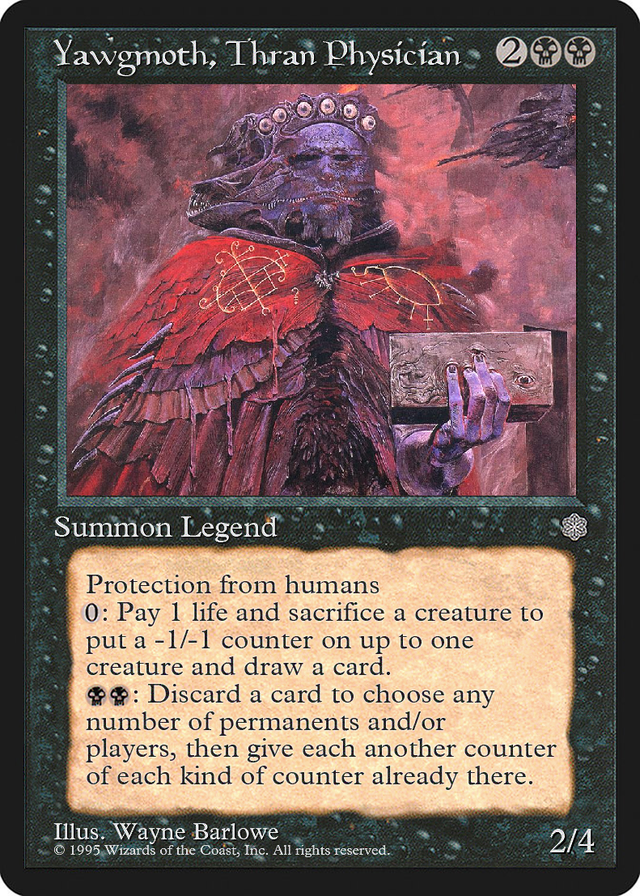 Yawgmoth, Thran Physician 2
Summon Legend
Protection from humans
0: Pay 1 life and sacrifice a creature to
put a -1/-1 counter on up to one
creature and draw a card.
: Discard a card to choose any
number of permanents and/or
players, then give each another counter
of each kind of counter already there.
Illus. Wayne Barlowe
© 1995 Wizards of the Coast, Inc. All rights reserved.
2/4